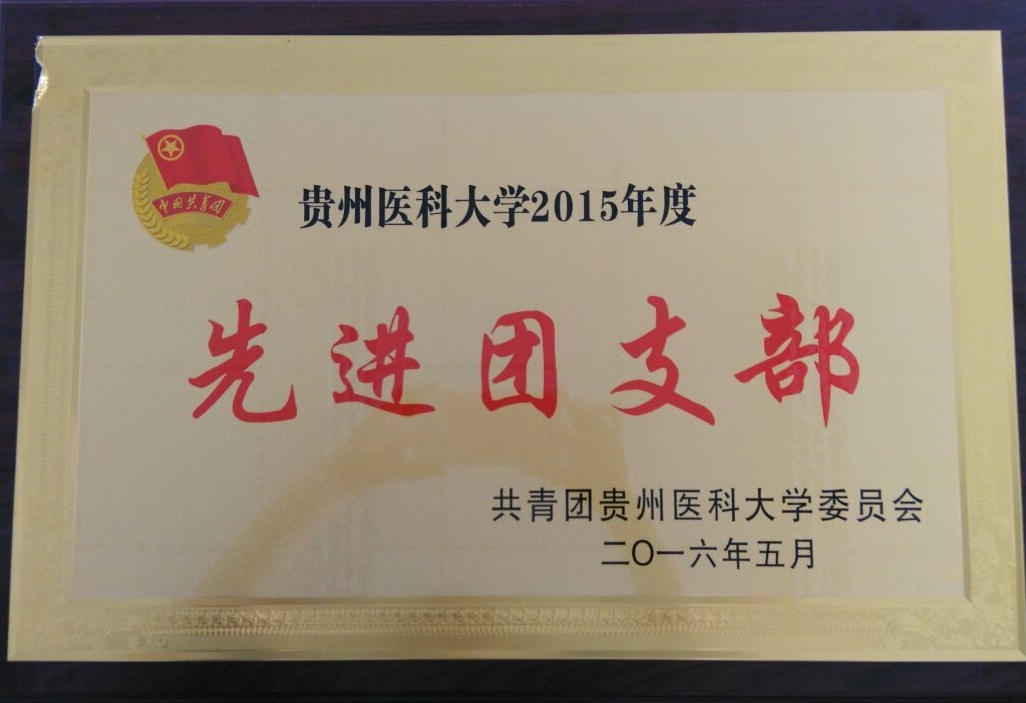 中国共青团
贵州医科大学2015年度
先进团支部
共青团贵州医科大学委员会
二〇一六年五月